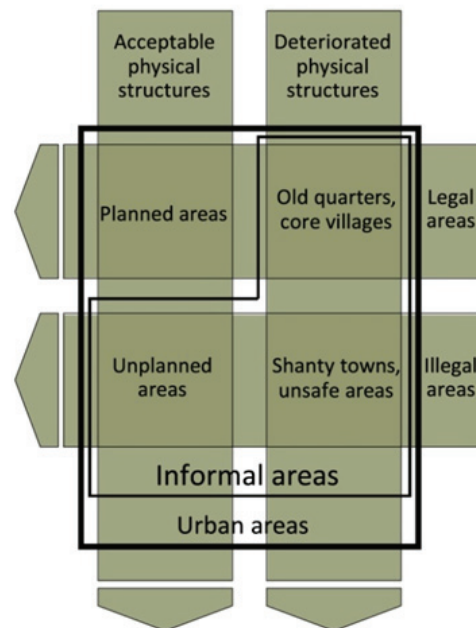 Acceptable
physical
structures
Deteriorated
physical
structures
Planned areas
Old quarters,
core villages
Legal
areas
Unplanned
areas
Shanty towns,
unsafe areas
Illegal
areas
Informal areas
Urban areas